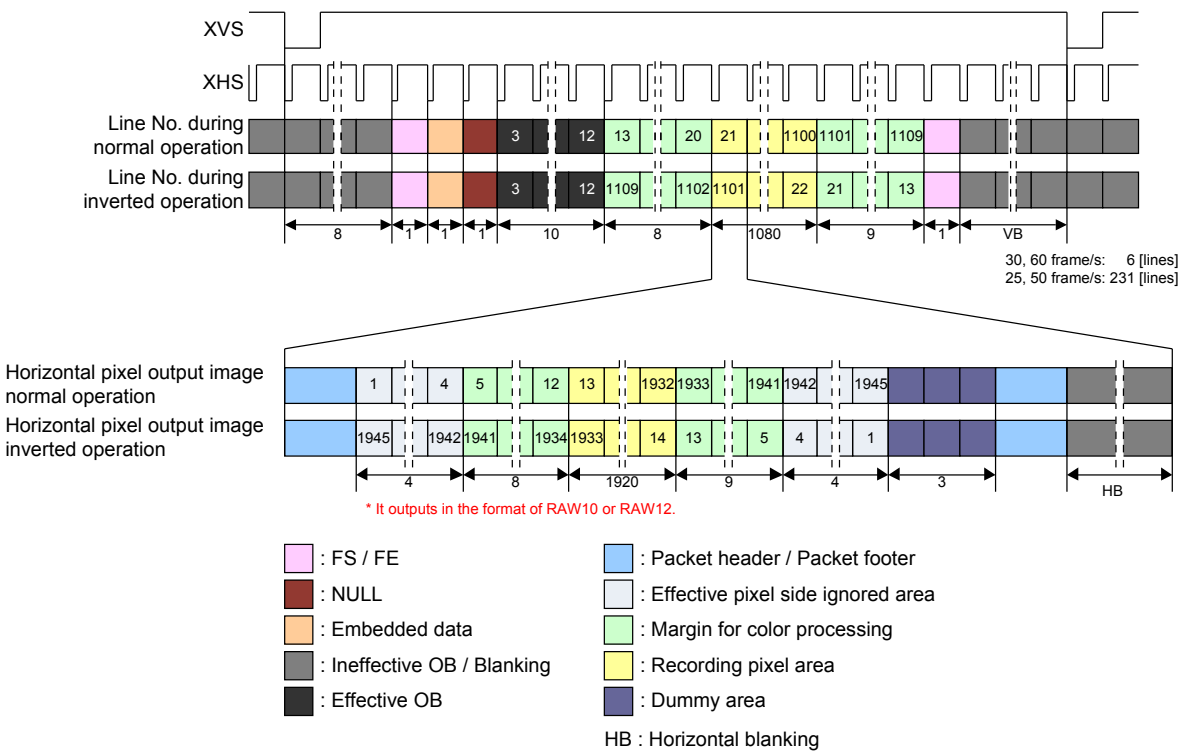 XVS
XHS
Line No. during
normal operation
3 12 13 20 21 1100 1101 1109
Line No. during
inverted operation
3 12 1109 1102 1101 22 21 13
8 1 1 1 10 8 1080 9 1 VB
30, 60 frame/s: 6 [lines]
25, 50 frame/s: 231 [lines]
Horizontal pixel output image
normal operation
1 4 5 12 13 1932 1933 1941 1942 1945
Horizontal pixel output image
inverted operation
1945 1942 1941 1934 1933 14 13 5 4 1
4 8 1920 9 4 3 HB
* It outputs in the format of RAW10 or RAW12.
: FS / FE
: NULL
: Embedded data
: Ineffective OB / Blanking
: Effective OB
: Packet header / Packet footer
: Effective pixel side ignored area
: Margin for color processing
: Recording pixel area
: Dummy area
HB : Horizontal blanking